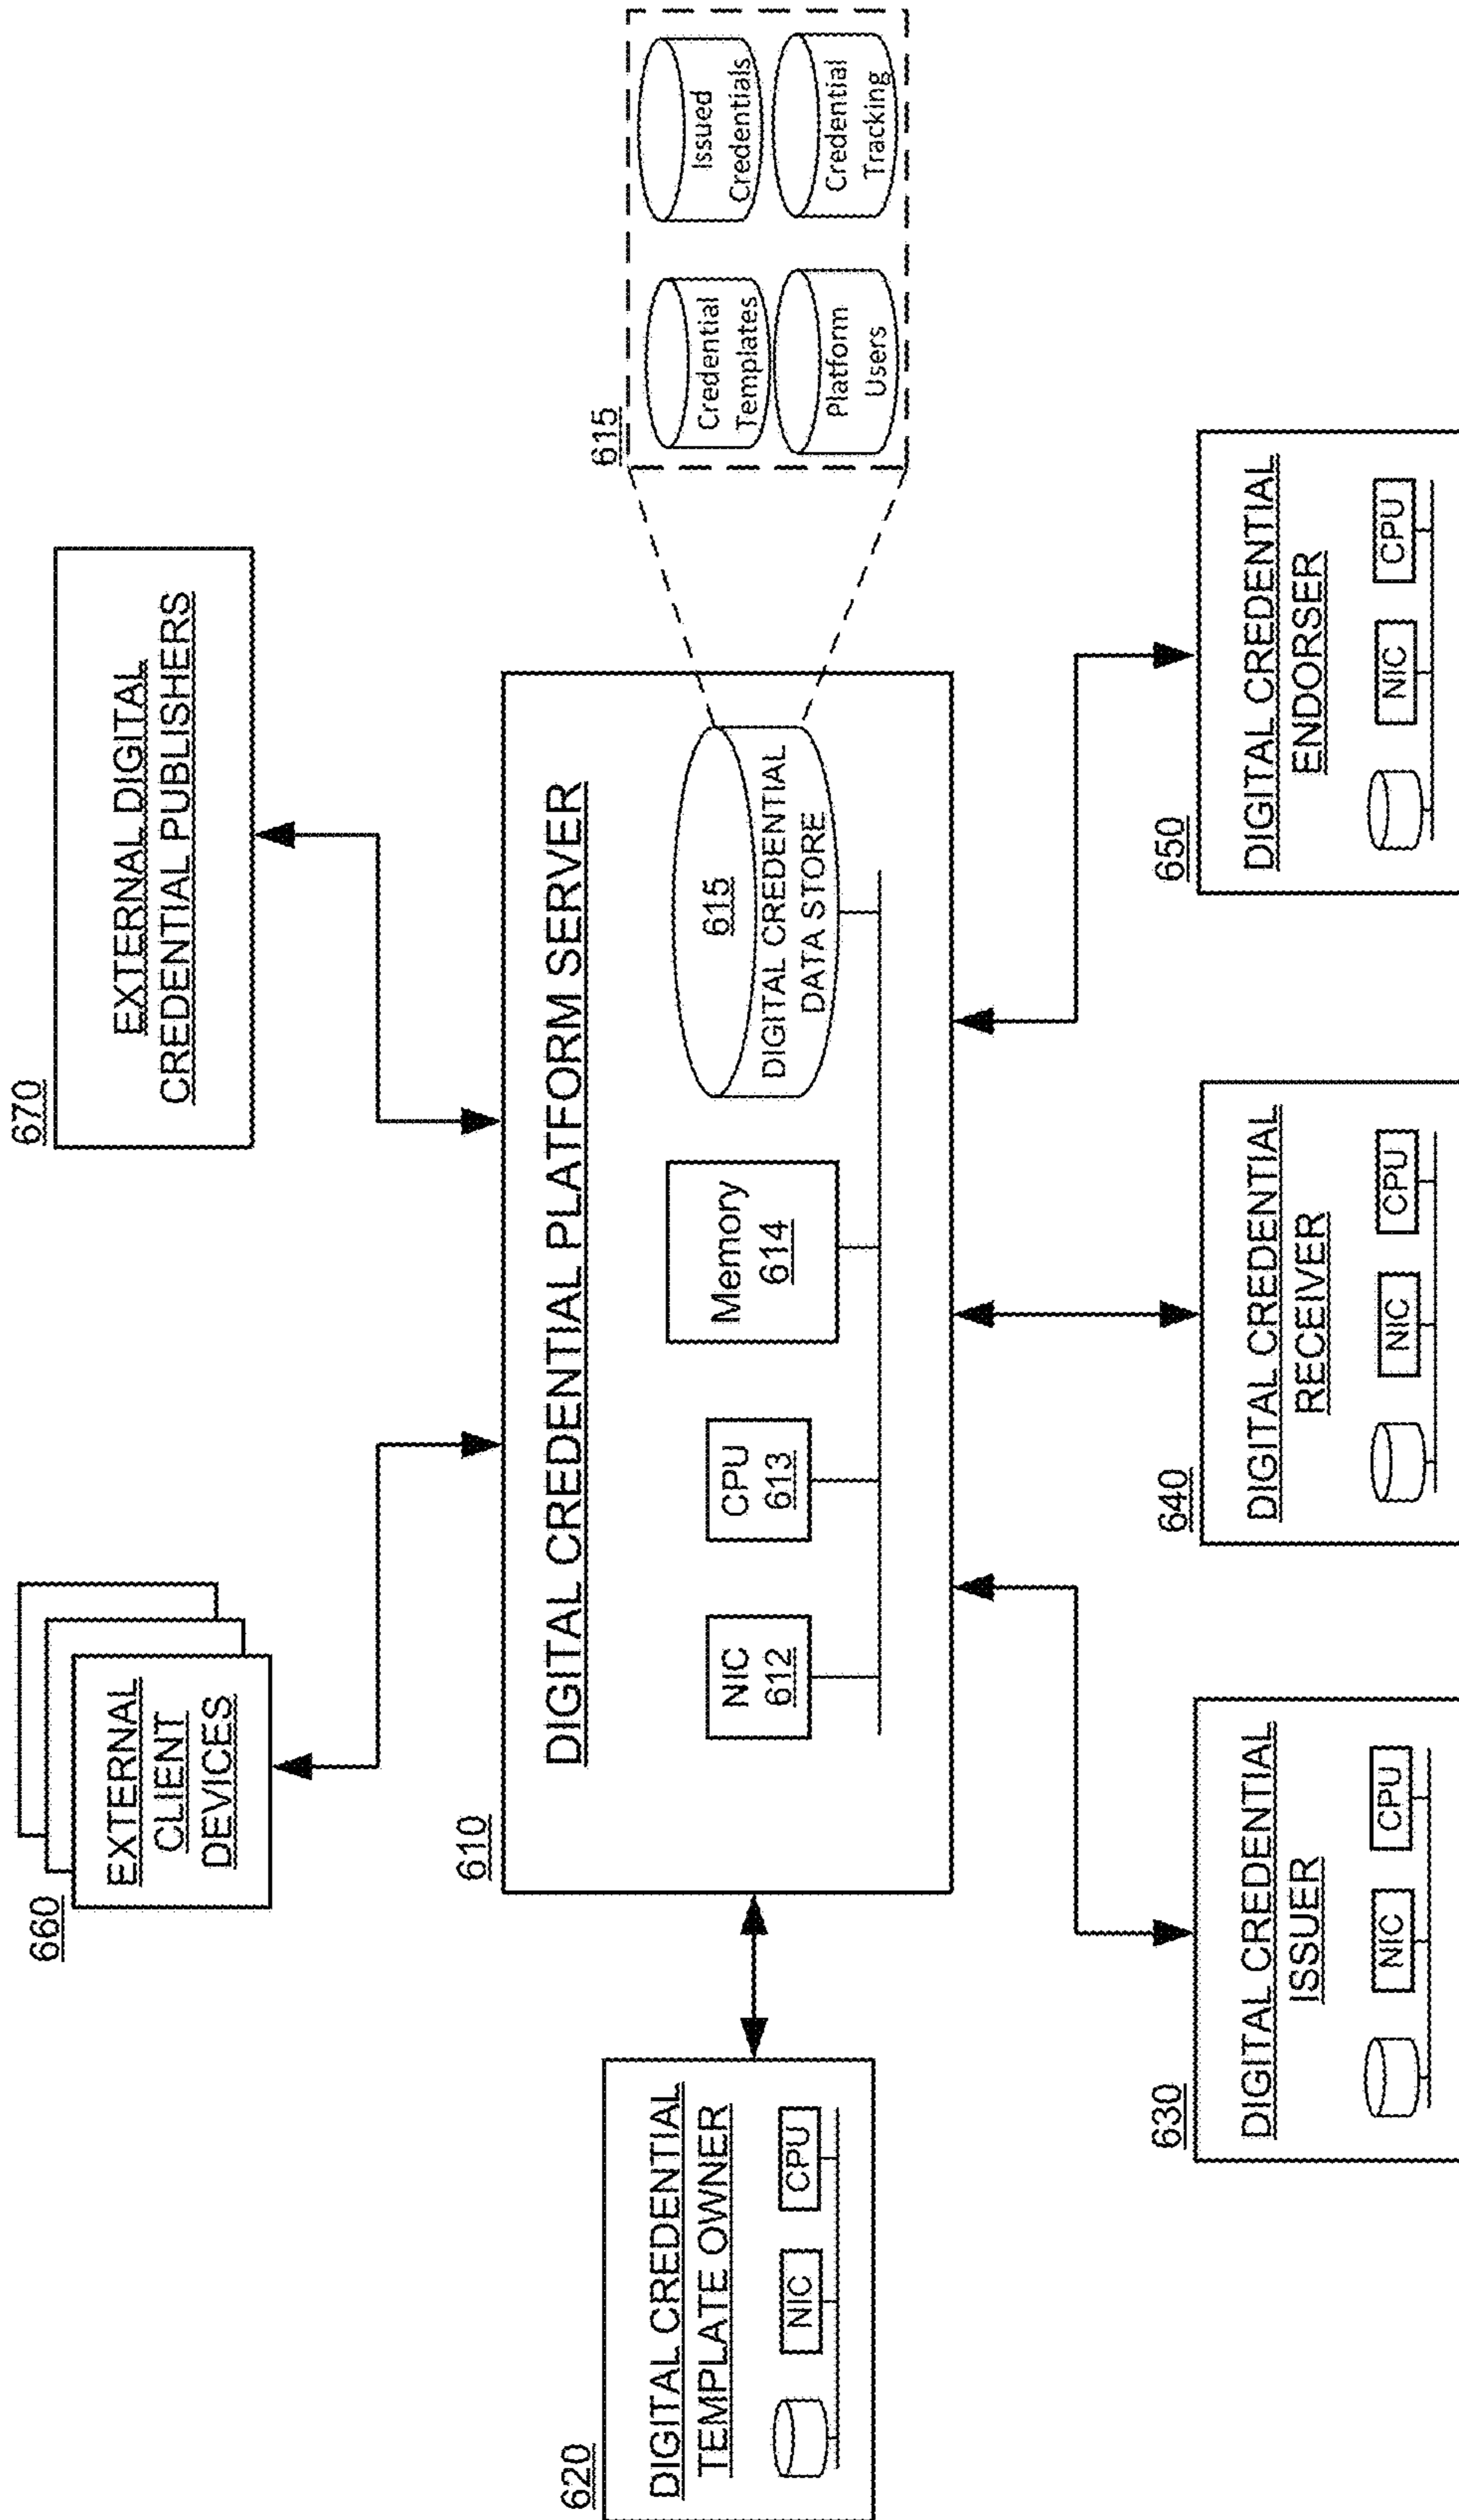 660
EXTERNAL
CLIENT
DEVICES
670
EXTERNAL DIGITAL
CREDENTIAL PUBLISHERS
610
DIGITAL CREDENTIAL PLATFORM SERVER
NIC
612
CPU
613
Memory
614
615
DIGITAL CREDENTIAL
DATA STORE
615
Credential
Templates
Issued
Credentials
Platform
Users
Credential
Tracking
620
DIGITAL CREDENTIAL
TEMPLATE OWNER
NIC
CPU
630
DIGITAL CREDENTIAL
ISSUER
NIC
CPU
640
DIGITAL CREDENTIAL
RECEIVER
NIC
CPU
650
DIGITAL CREDENTIAL
ENDORSER
NIC
CPU